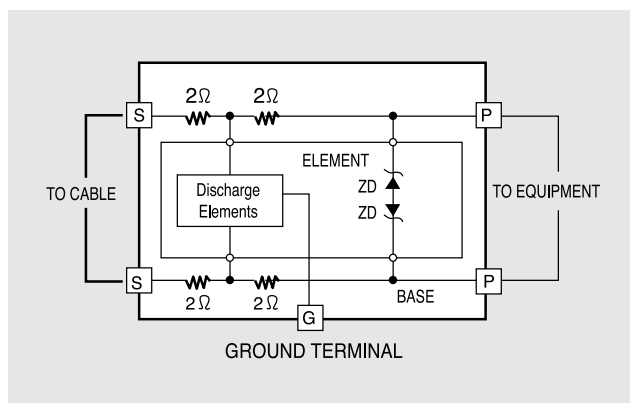 2Ω 2Ω
S P
ELEMENT
Discharge
Elements
ZD
ZD
TO CABLE
TO EQUIPMENT
S P
2Ω 2Ω
BASE
G
GROUND TERMINAL